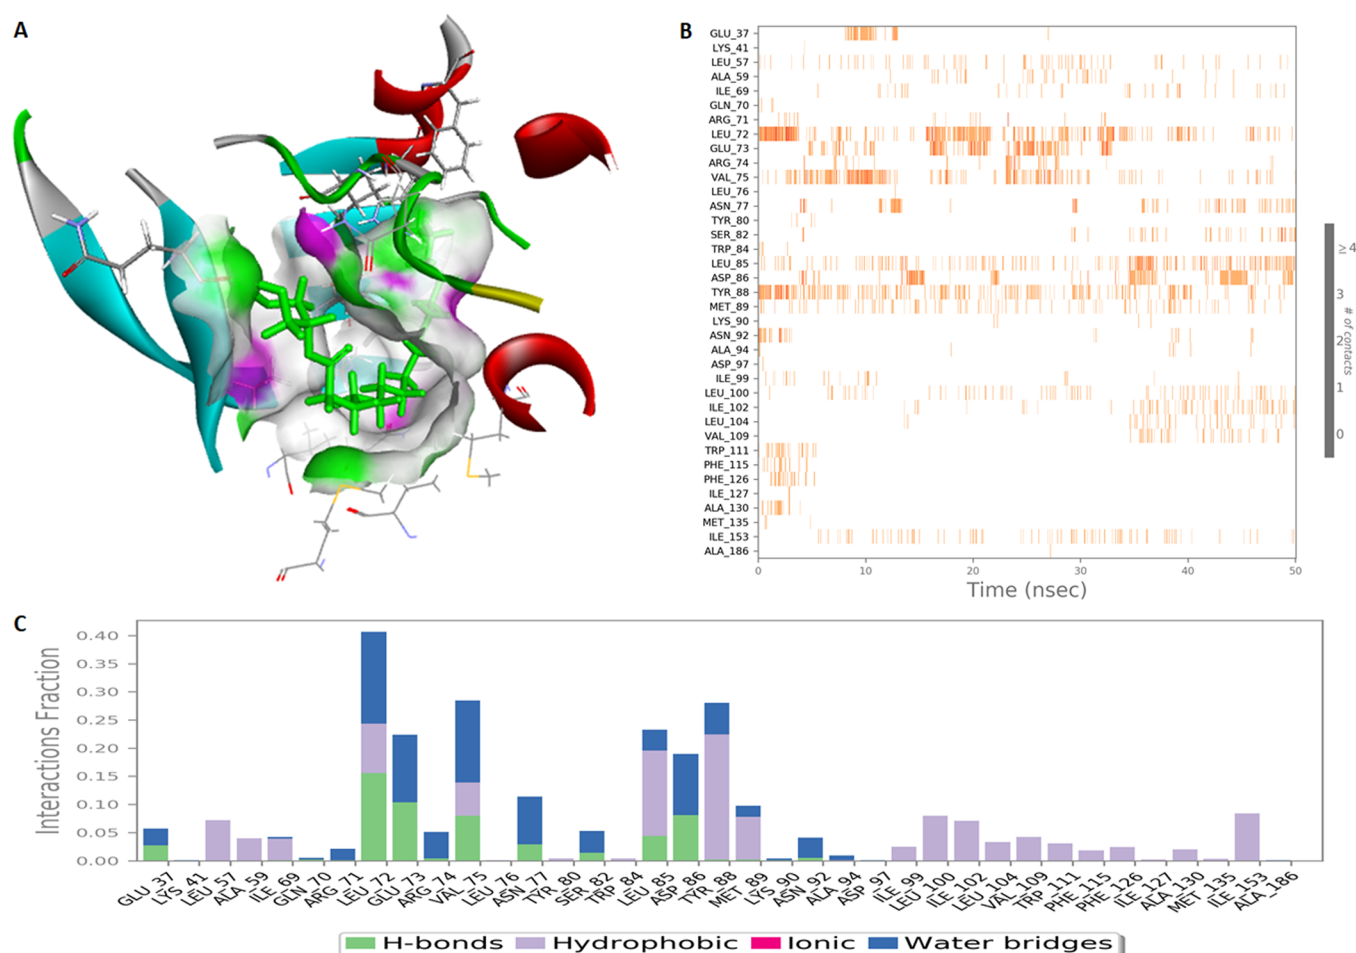 A
B
GLU_37
LYS_41
LEU_57
ALA_59
ILE_69
GLN_70
ARG_71
LEU_72
GLU_73
ARG_74
VAL_75
LEU_76
ASN_77
TYR_80
SER_82
TRP_84
LEU_85
ASP_86
TYR_88
MET_89
LYS_90
ASN_92
ALA_94
ASP_97
ILE_99
LEU_100
ILE_102
LEU_104
VAL_109
TRP_111
PHE_115
PHE_126
ILE_127
ALA_130
MET_135
ILE_153
ALA_186
0 10 20 30 40 50
Time (nsec)
≥4
3
2
1
0
# of contacts
C
Interactions Fraction
0.40
0.35
0.30
0.25
0.20
0.15
0.10
0.05
0.00
GLU_37 LYS_41 LEU_57 ALA_59 ILE_69 GLN_70 ARG_71 LEU_72 GLU_73 ARG_74 VAL_75 LEU_76 ASN_77 TYR_80 SER_82 TRP_84 LEU_85 ASP_86 TYR_88 MET_89 LYS_90 ASN_92 ALA_94 ASP_97 ILE_99 LEU_100 ILE_102 LEU_104 VAL_109 TRP_111 PHE_115 PHE_126 ILE_127 ALA_130 MET_135 ILE_153 ALA_186
H-bonds Hydrophobic Ionic Water bridges